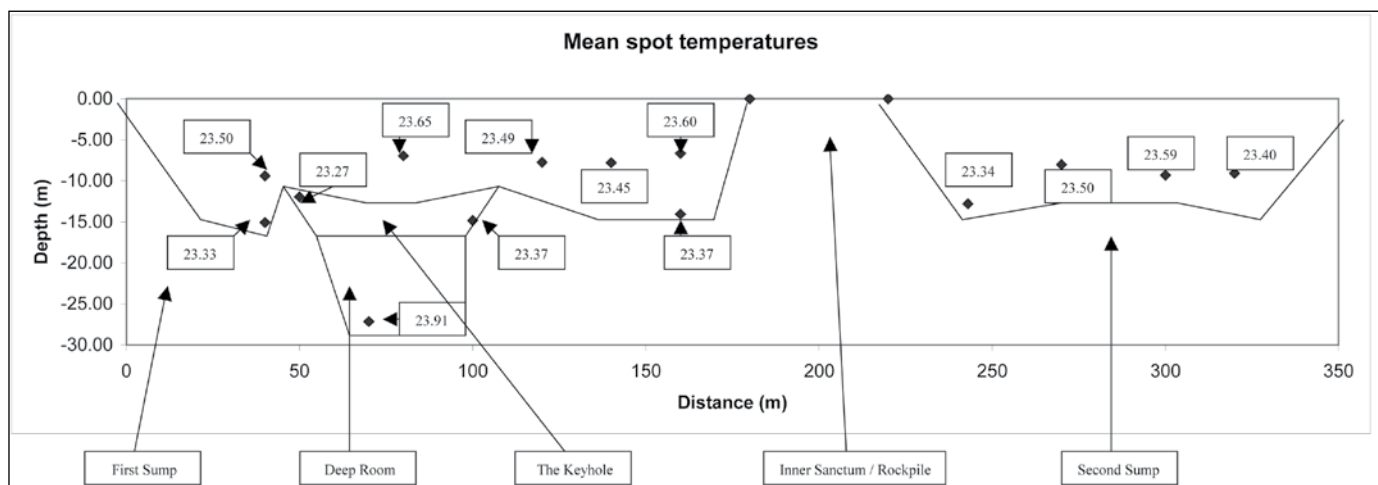 Mean spot temperatures
0.00
-5.00
-10.00
-15.00
-20.00
-25.00
-30.00
Depth (m)
23.50
23.65
23.49
23.60
23.27
23.45
23.34
23.50
23.59
23.40
23.33
23.37
23.37
23.91
0 50 100 150 200 250 300 350
Distance (m)
First Sump
Deep Room
The Keyhole
Inner Sanctum / Rockpile
Second Sump